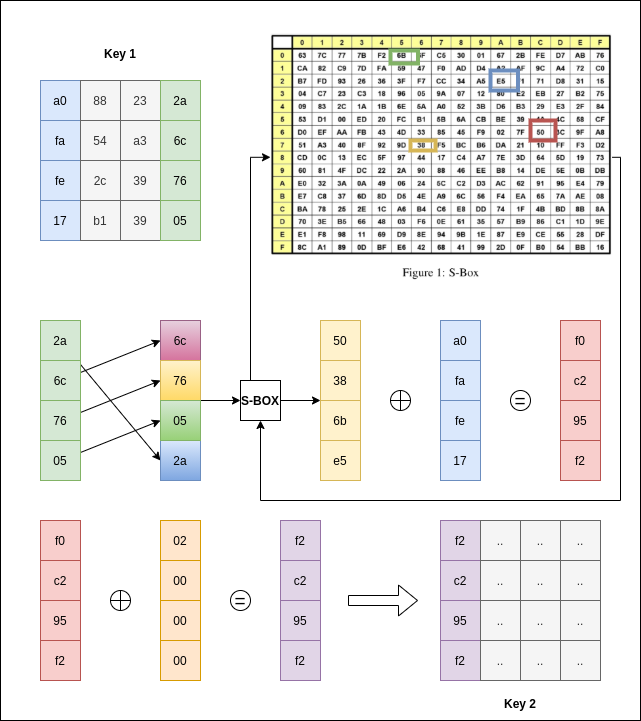 Key 1
a0 88 23 2a
fa 54 a3 6c
fe 2c 39 76
17 b1 39 05
0 1 2 3 4 5 6 7 8 9 A B C D E F
0 63 7C 77 7B F2 6B C5 30 01 67 2B FE D7 AB 76
1 CA 82 C9 7D FA 59 47 F0 AD D4 AF 9C A4 72 C0
2 B7 FD 93 26 36 3F F7 CC 34 A5 E5 71 D8 31 15
3 04 C7 23 C3 18 96 05 9A 07 12 80 E2 EB 27 B2 75
4 09 83 2C 1A 1B 6E 5A A0 52 3B D6 B3 29 E3 2F 84
5 53 D1 00 ED 20 FC B1 5B 6A CB BE 39 4C 58 CF
6 D0 EF AA FB 43 4D 33 85 45 F9 02 7F 50 3C 9F A8
7 51 A3 40 8F 92 9D 38 F5 BC B6 DA 21 10 FF F3 D2
8 CD 0C 13 EC 5F 97 44 17 C4 A7 7E 3D 64 5D 19 73
9 60 81 4F DC 22 2A 90 88 46 EE B8 14 DE 5E 0B DB
A E0 32 3A 0A 49 06 24 5C C2 D3 AC 62 91 95 E4 79
B E7 C8 37 6D 8D D5 4E A9 6C 56 F4 EA 65 7A AE 08
C BA 78 25 2E 1C A6 B4 C6 E8 DD 74 1F 4B BD 8B 8A
D 70 3E B5 66 48 03 F6 0E 61 35 57 B9 86 C1 1D 9E
E E1 F8 98 11 69 D9 8E 94 9B 1E 87 E9 CE 55 28 DF
F 8C A1 89 0D BF E6 42 68 41 99 2D 0F B0 54 BB 16
Figure 1: S-Box
2a 6c 50 a0 f0
6c 76 38 fa c2
S-BOX
76 05 6b fe 95
05 2a e5 17 f2
f0 02 f2 f2 .. .. ..
c2 00 c2 c2 .. .. ..
95 00 95 95 .. .. ..
f2 00 f2 f2 .. .. ..
Key 2